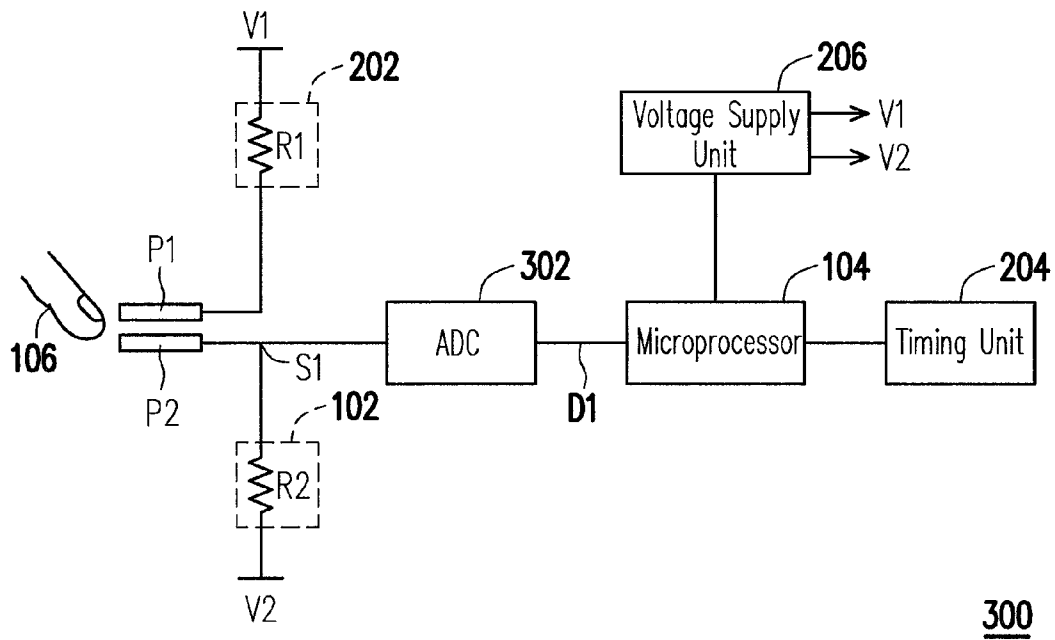 V1
202
R1
206
Voltage Supply
Unit
V1
V2
P1
106
P2
S1
302
ADC
D1
104
Microprocessor
204
Timing Unit
102
R2
V2
300